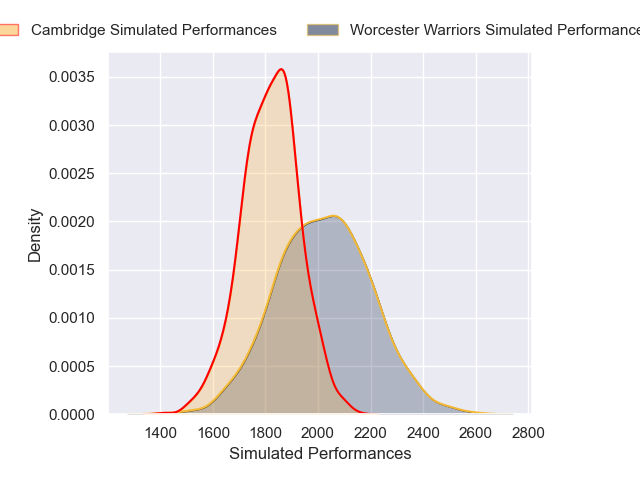 Cambridge Simulated Performances
Worcester Warriors Simulated Performance
0.0035
0.0030
0.0025
0.0020
0.0015
0.0010
0.0005
0.0000
Density
1400 1600 1800 2000 2200 2400 2600 2800
Simulated Performances